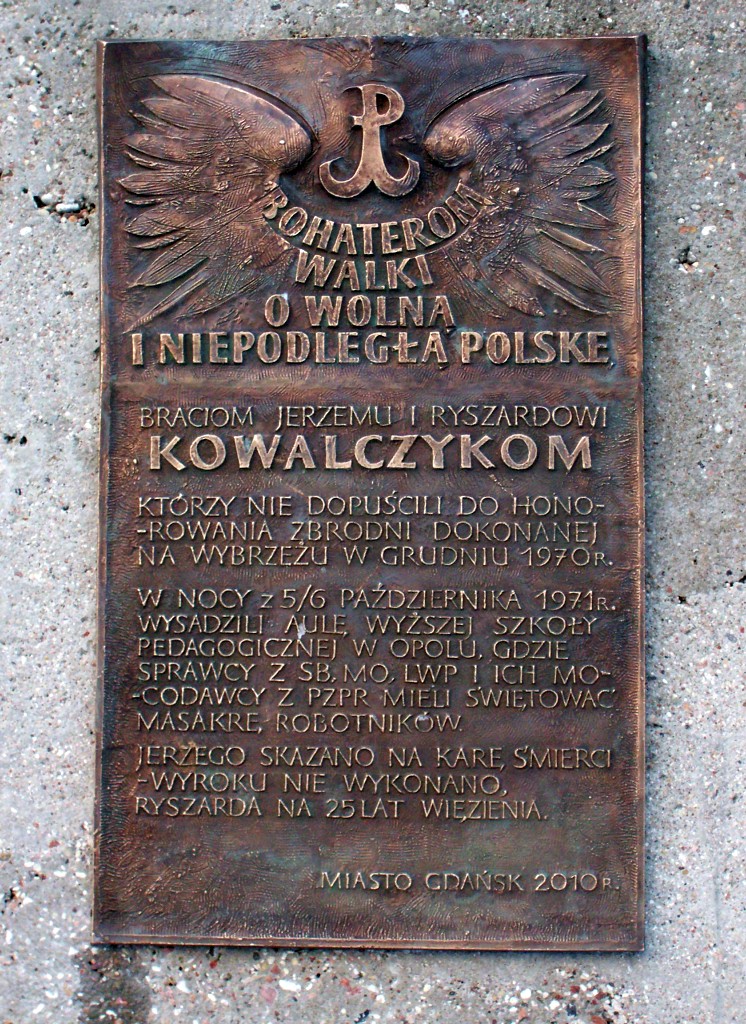 P
BOHATEROM
WALKI
O WOLNĄ
I NIEPODLEGŁĄ POLSKĘ
BRACIOM JERZEMU I RYSZARDOWI
KOWALCZYKOM
KTÓRZY NIE DOPUŚCILI DO HONO-
-ROWANIA ZBRODNI DOKONANEJ
NA WYBRZEŻU W GRUDNIU 1970R.
W NOCY Z 5/6 PAŹDZIERNIKA 1971R.
WYSADZILI AULĘ WYŻSZEJ SZKOŁY
PEDAGOGICZNEJ W OPOLU, GDZIE
SPRAWCY Z SB, MO, LWP I ICH MO-
-CODAWCY Z PZPR MIELI ŚWIĘTOWAĆ
MASAKRĘ ROBOTNIKÓW.
JERZEGO SKAZANO NA KARĘ ŚMIERCI
-WYROKU NIE WYKONANO,
RYSZARDA NA 25 LAT WIĘZIENIA.
MIASTO GDAŃSK 2010R.